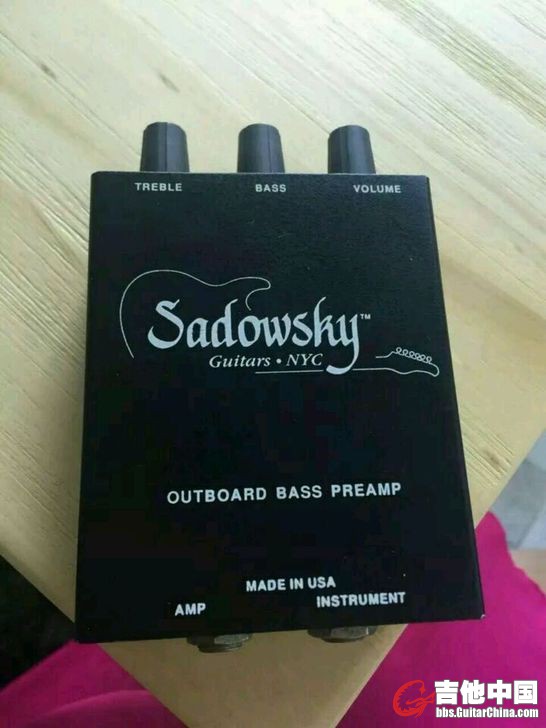 TREBLE BASS VOLUME
Sadowsky™
Guitars • NYC
OUTBOARD BASS PREAMP
MADE IN USA
AMP INSTRUMENT
吉他中国
bbs.GuitarChina.com